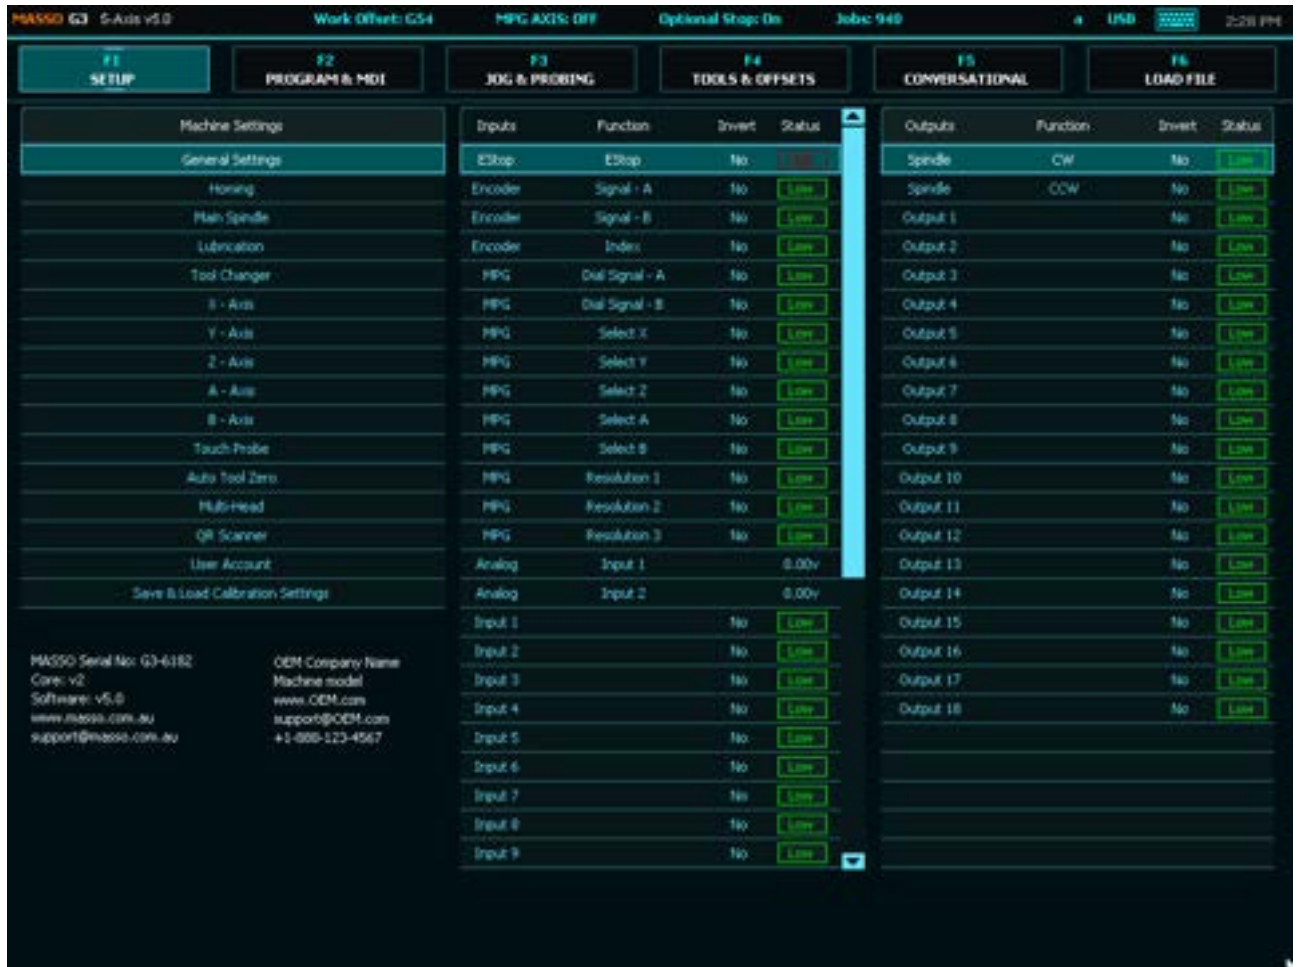 MASSO G3 5-Axis v5.0 Work Offset: G54 MPG AXIS: OFF Optional Stop: On Jobs: 940 a USB 2:28 PM
F1 F2 F3 F4 F5 F6
SETUP PROGRAM & MDI JOG & PROBING TOOLS & OFFSETS CONVERSATIONAL LOAD FILE
Machine Settings
General Settings
Homing
Main Spindle
Lubrication
Tool Changer
X - Axis
Y - Axis
Z - Axis
A - Axis
B - Axis
Touch Probe
Auto Tool Zero
Multi-Head
QR Scanner
User Account
Save & Load Calibration Settings
MASSO Serial No: G3-6182
Core: v2
Software: v5.0
www.masso.com.au
support@masso.com.au
OEM Company Name
Machine model
www.OEM.com
support@OEM.com
+1-888-123-4567
Inputs Function Invert Status
EStop EStop No
Encoder Signal - A No Low
Encoder Signal - B No Low
Encoder Index No Low
MPG Dial Signal - A No Low
MPG Dial Signal - B No Low
MPG Select X No Low
MPG Select Y No Low
MPG Select Z No Low
MPG Select A No Low
MPG Select B No Low
MPG Resolution 1 No Low
MPG Resolution 2 No Low
MPG Resolution 3 No Low
Analog Input 1 0.00v
Analog Input 2 0.00v
Input 1 No Low
Input 2 No Low
Input 3 No Low
Input 4 No Low
Input 5 No Low
Input 6 No Low
Input 7 No Low
Input 8 No Low
Input 9 No Low
Outputs Function Invert Status
Spindle CW No Low
Spindle CCW No Low
Output 1 No Low
Output 2 No Low
Output 3 No Low
Output 4 No Low
Output 5 No Low
Output 6 No Low
Output 7 No Low
Output 8 No Low
Output 9 No Low
Output 10 No Low
Output 11 No Low
Output 12 No Low
Output 13 No Low
Output 14 No Low
Output 15 No Low
Output 16 No Low
Output 17 No Low
Output 18 No Low